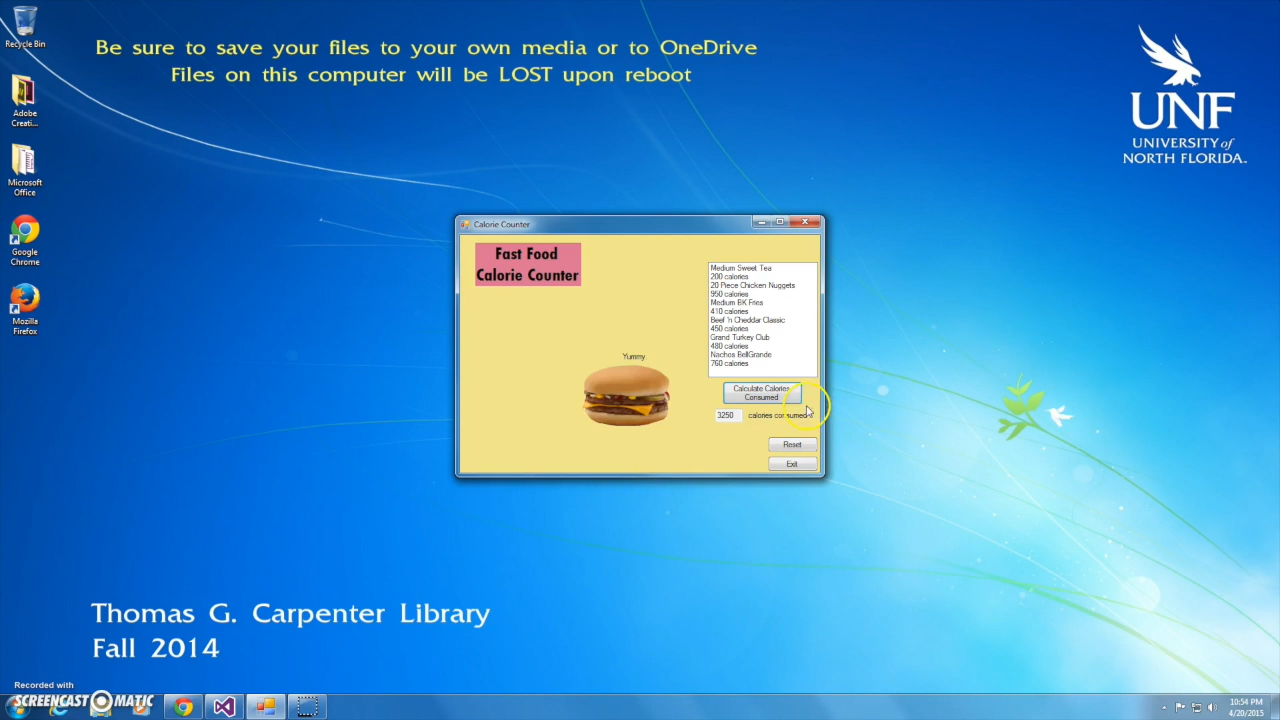 Recycle Bin
Adobe
Creati...
Microsoft
Office
Google
Chrome
Mozilla
Firefox
Be sure to save your files to your own media or to OneDrive
Files on this computer will be LOST upon reboot
UNF
UNIVERSITY of
NORTH FLORIDA.
Calorie Counter
Fast Food
Calorie Counter
Medium Sweet Tea
200 calories
20 Piece Chicken Nuggets
950 calories
Medium BK Fries
410 calories
Beef 'n Cheddar Classic
450 calories
Grand Turkey Club
480 calories
Nachos BellGrande
760 calories
Yummy.
Calculate Calories
Consumed
3250 calories consumed
Reset
Exit
Thomas G. Carpenter Library
Fall 2014
Recorded with
SCREENCAST-O-MATIC
10:54 PM
4/20/2015